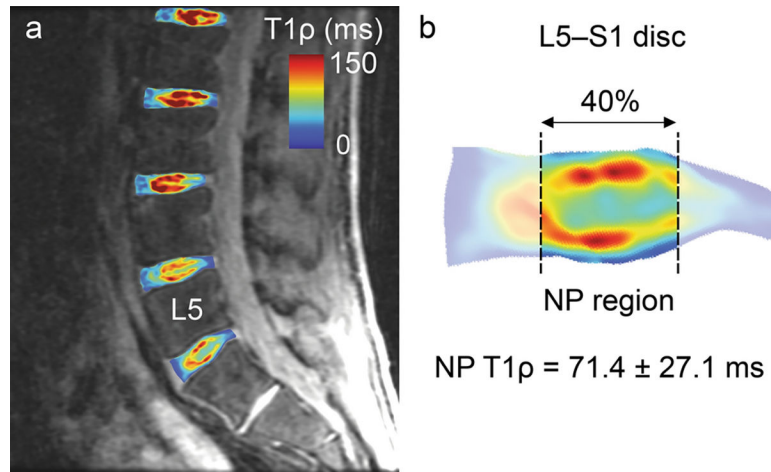 a
T1ρ (ms)
150
0
L5
b
L5–S1 disc
40%
NP region
NP T1ρ = 71.4 ± 27.1 ms